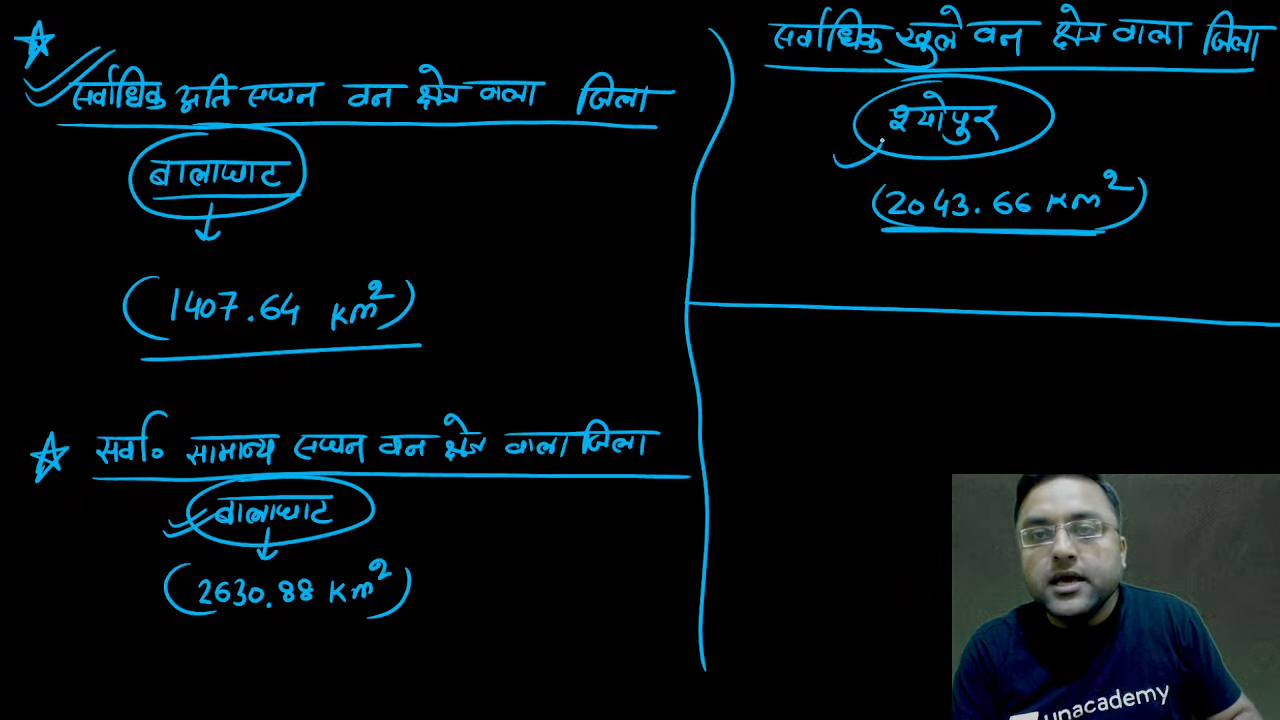 सर्वाधिक अति सघन वन क्षेत्र वाला जिला
बालाघाट
(1407.64 km²)
सर्वा० सामान्य सघन वन क्षेत्र वाला जिला
बालाघाट
(2630.88 Km²)
सर्वाधिक खुले वन क्षेत्र वाला जिला
श्योपुर
(2043.66 Km²)
unacademy